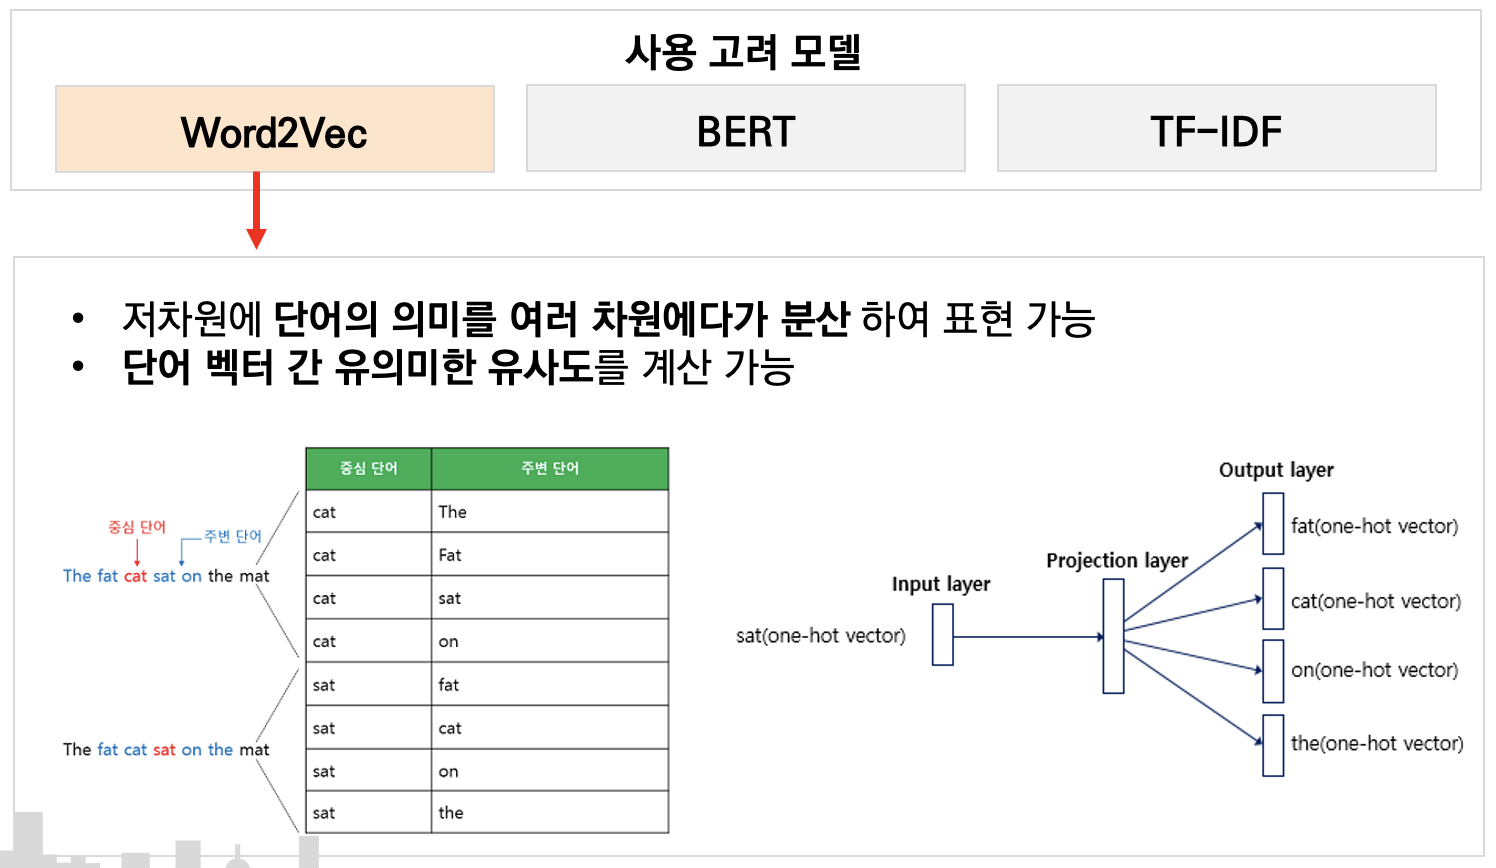 사용 고려 모델
Word2Vec
BERT
TF-IDF
• 저차원에 단어의 의미를 여러 차원에다가 분산 하여 표현 가능
• 단어 벡터 간 유의미한 유사도를 계산 가능
중심 단어
주변 단어
The fat cat sat on the mat
The fat cat sat on the mat
중심 단어 주변 단어
cat The
cat Fat
cat sat
cat on
sat fat
sat cat
sat on
sat the
Input layer
sat(one-hot vector)
Projection layer
Output layer
fat(one-hot vector)
cat(one-hot vector)
on(one-hot vector)
the(one-hot vector)